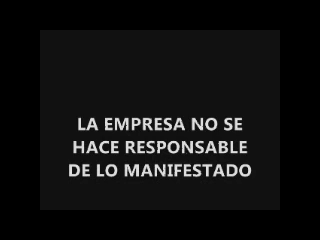 LA EMPRESA NO SE
HACE RESPONSABLE
DE LO MANIFESTADO